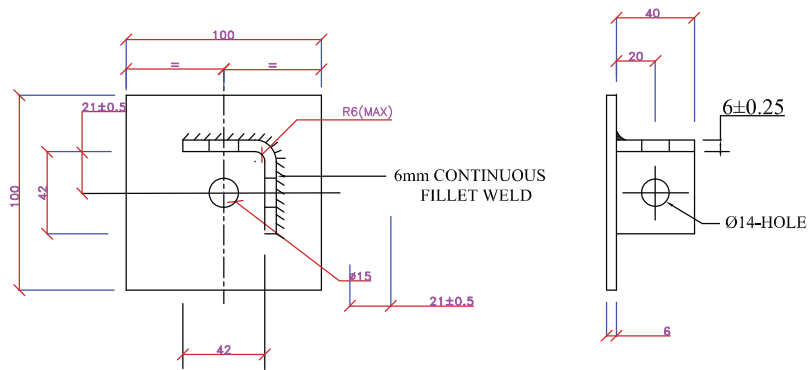 100
=
=
21±0.5
R6(MAX)
6mm CONTINUOUS
FILLET WELD
42
100
ø15
21±0.5
42
40
20
6±0.25
Ø14-HOLE
6